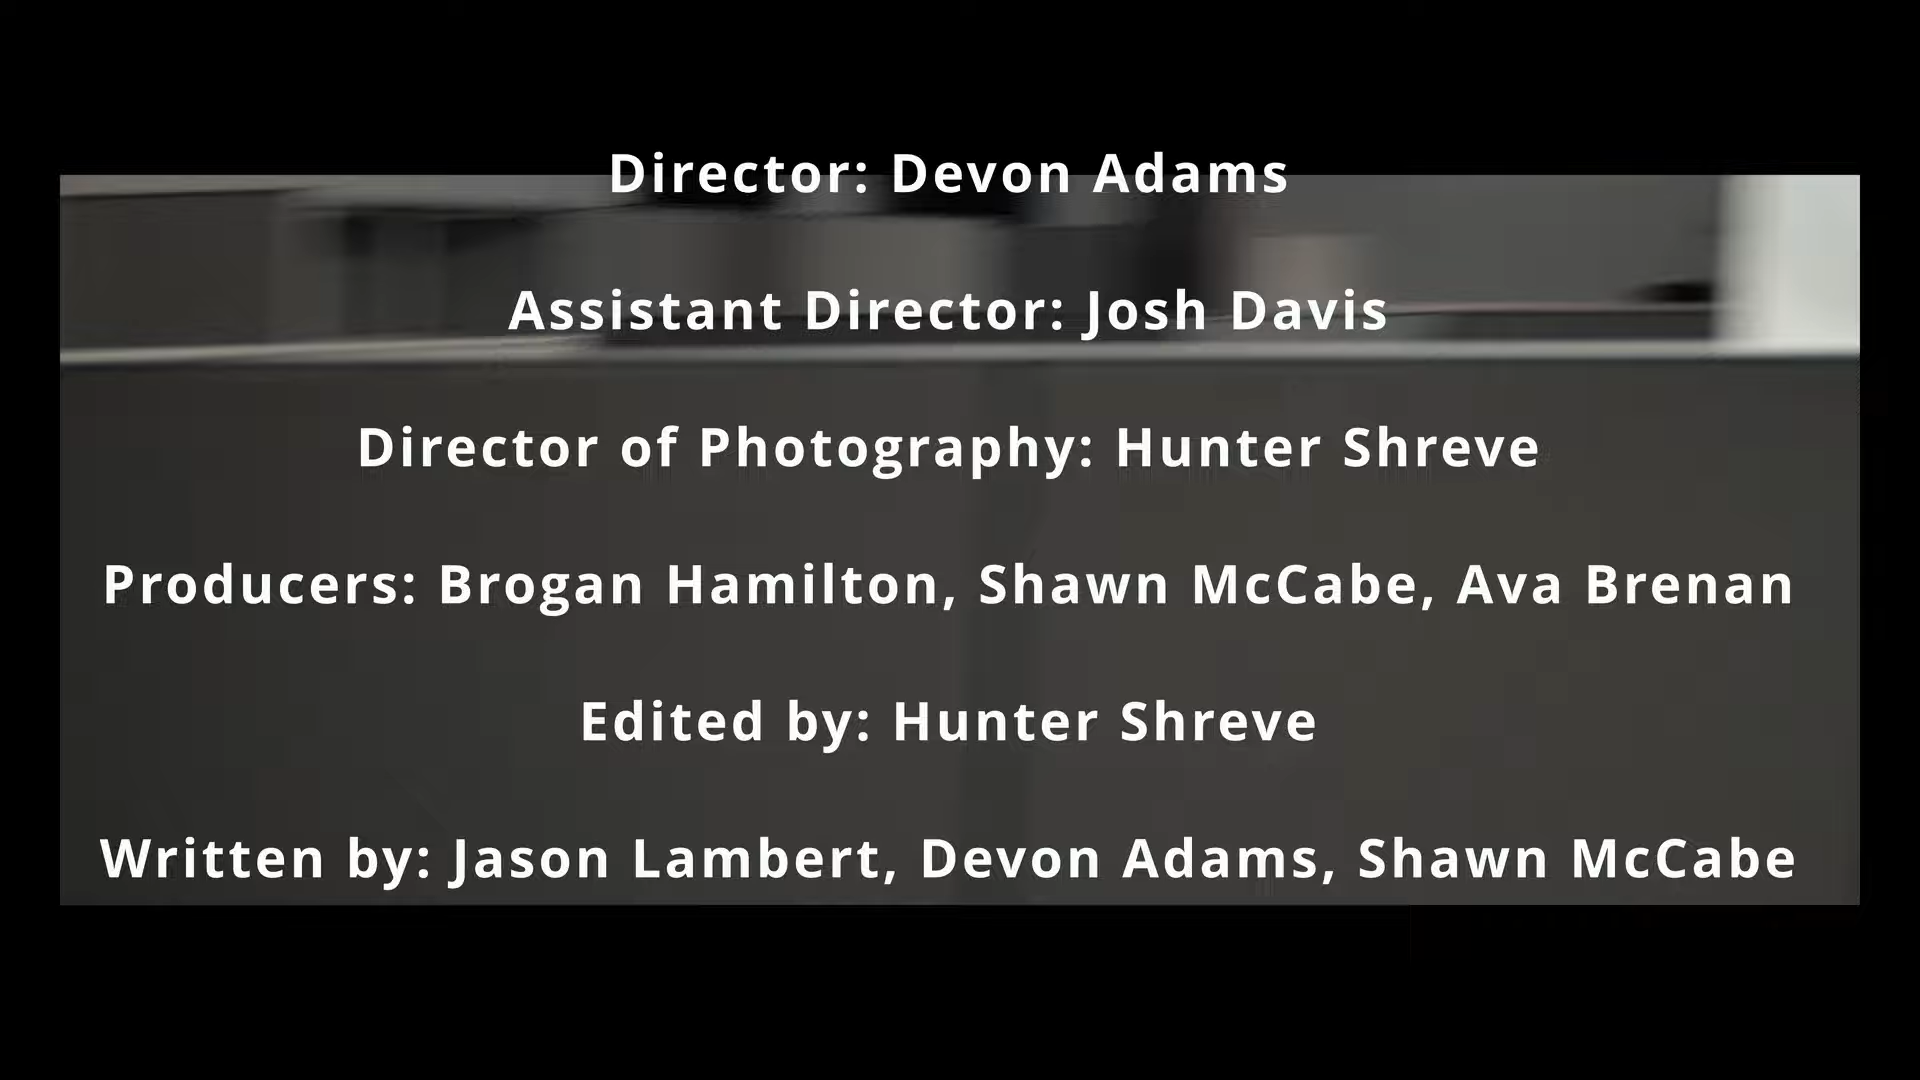 Director: Devon Adams
Assistant Director: Josh Davis
Director of Photography: Hunter Shreve
Producers: Brogan Hamilton, Shawn McCabe, Ava Brenan
Edited by: Hunter Shreve
Written by: Jason Lambert, Devon Adams, Shawn McCabe